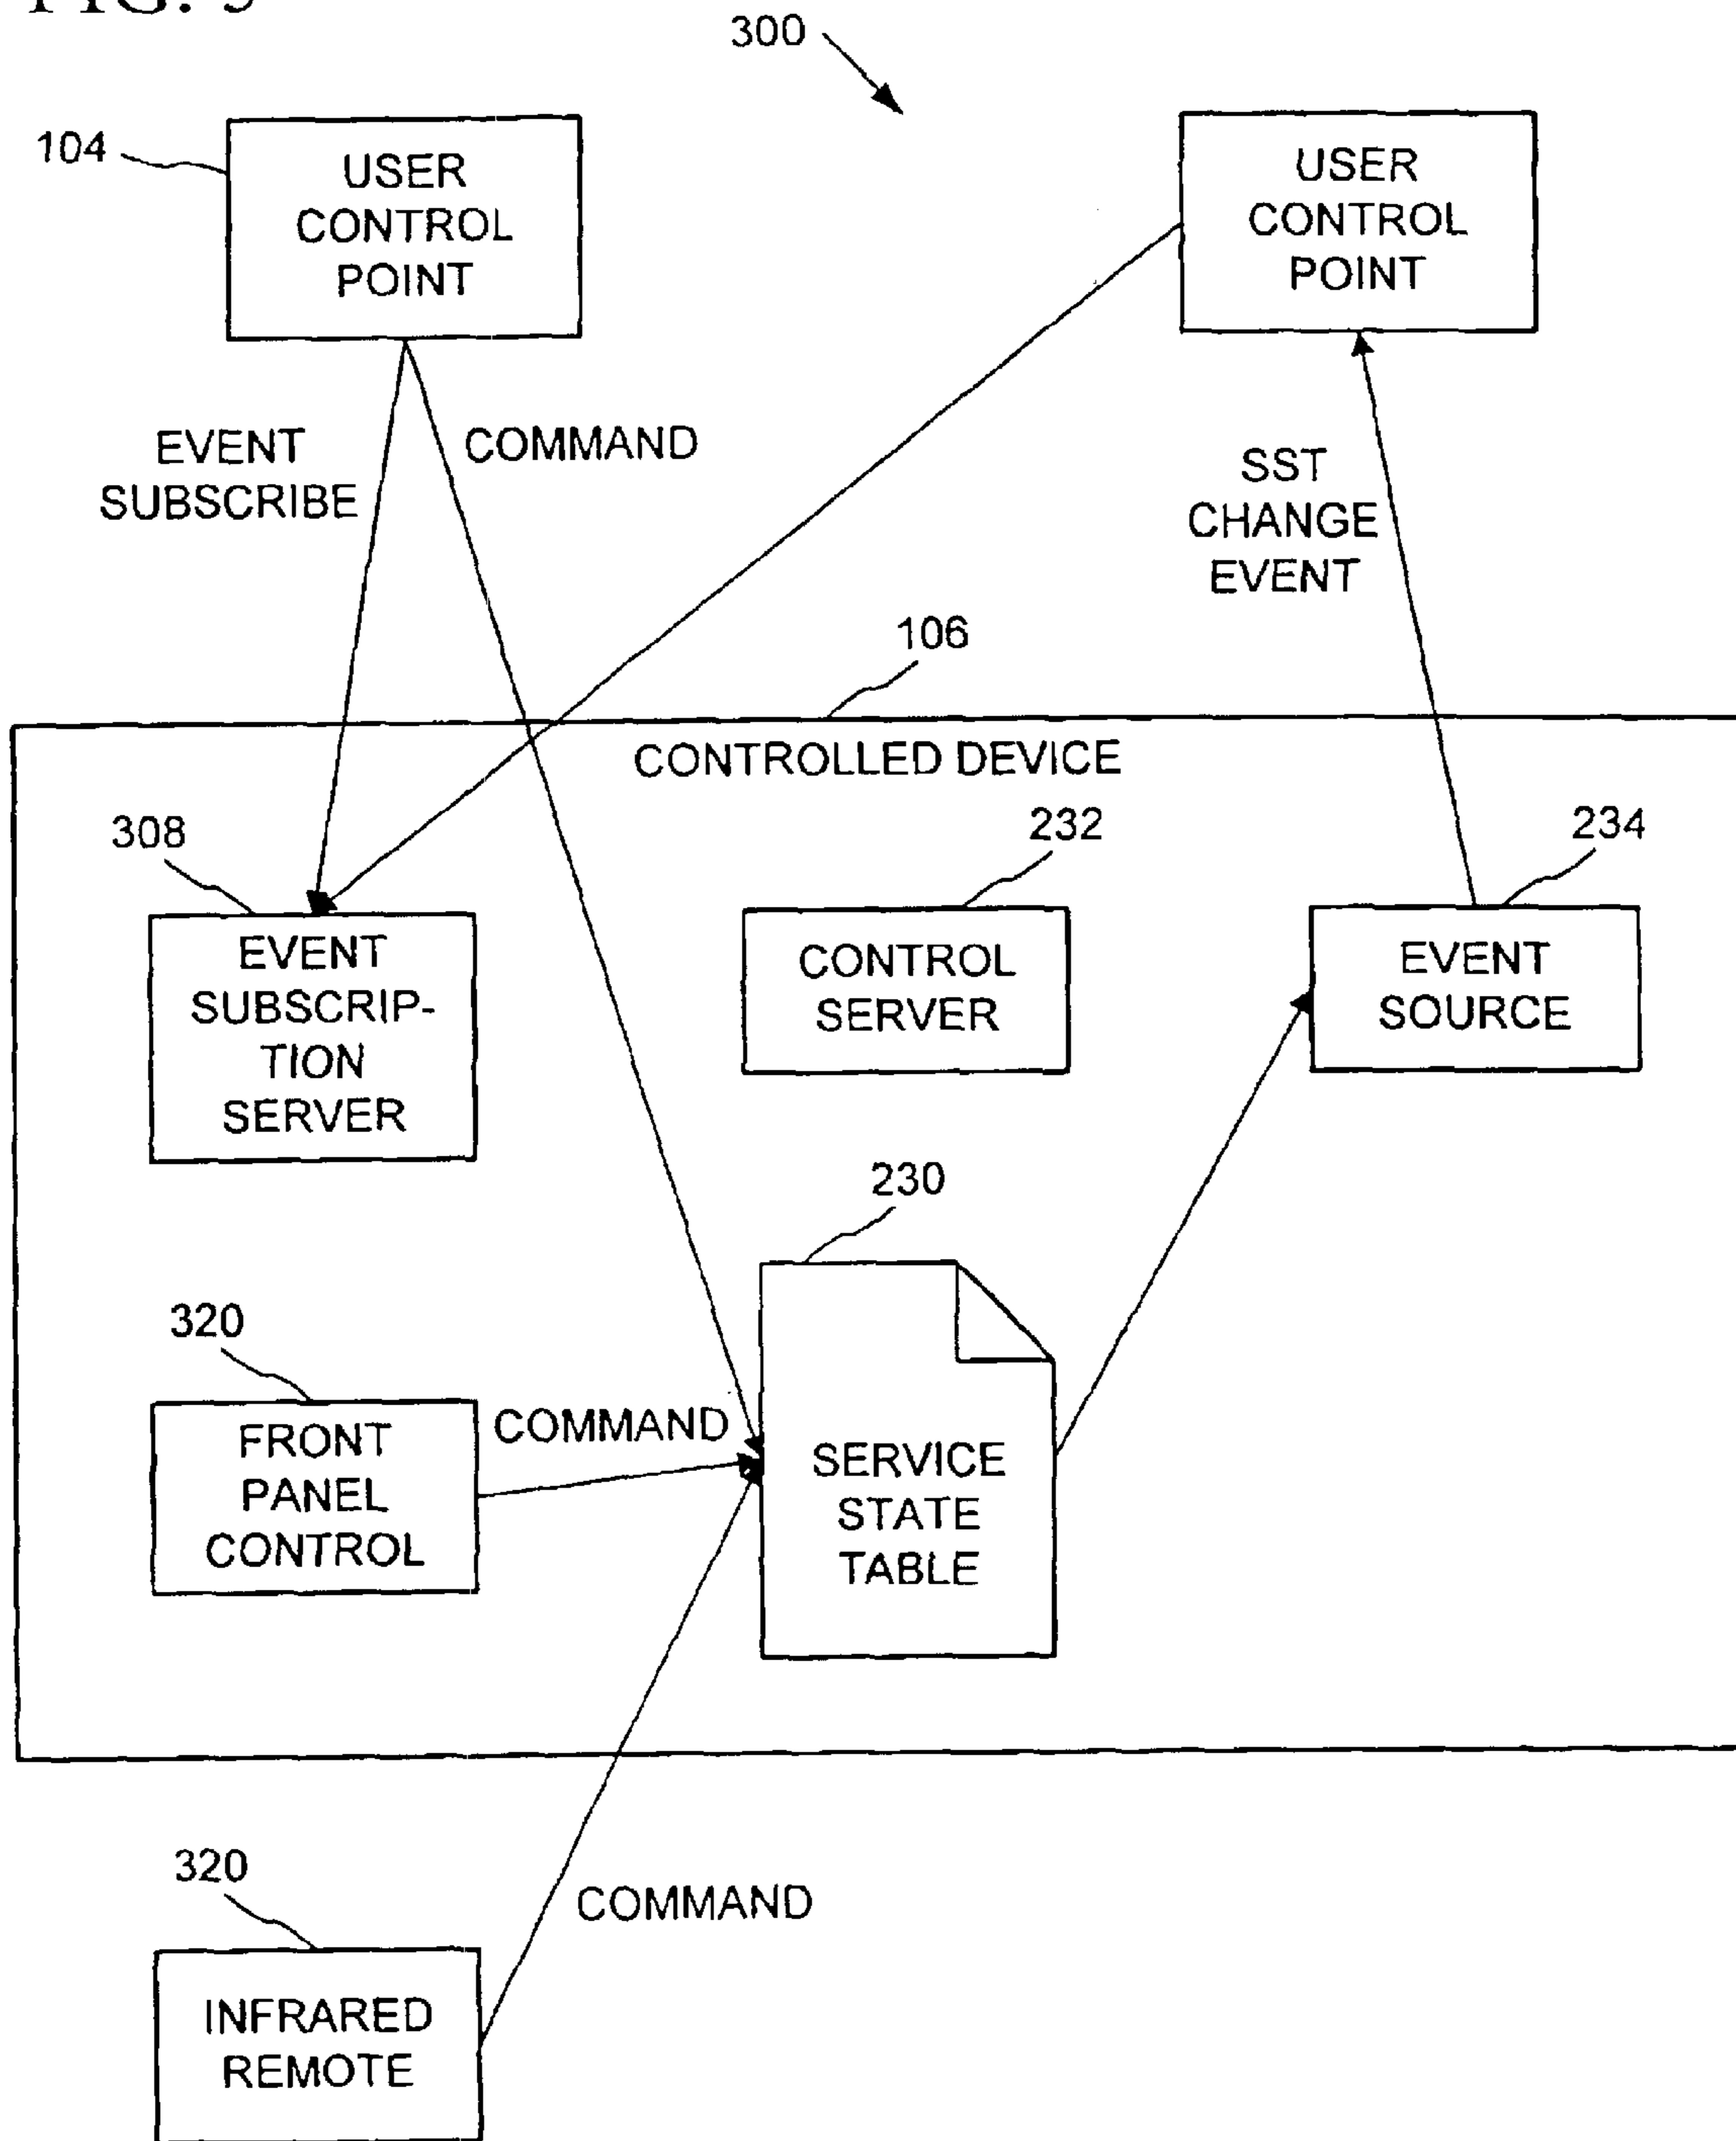 300
104
USER
CONTROL
POINT
USER
CONTROL
POINT
EVENT
SUBSCRIBE
COMMAND
SST
CHANGE
EVENT
106
CONTROLLED DEVICE
308
232
234
EVENT
SUBSCRIP-
TION
SERVER
CONTROL
SERVER
EVENT
SOURCE
230
320
FRONT
PANEL
CONTROL
COMMAND
SERVICE
STATE
TABLE
320
COMMAND
INFRARED
REMOTE